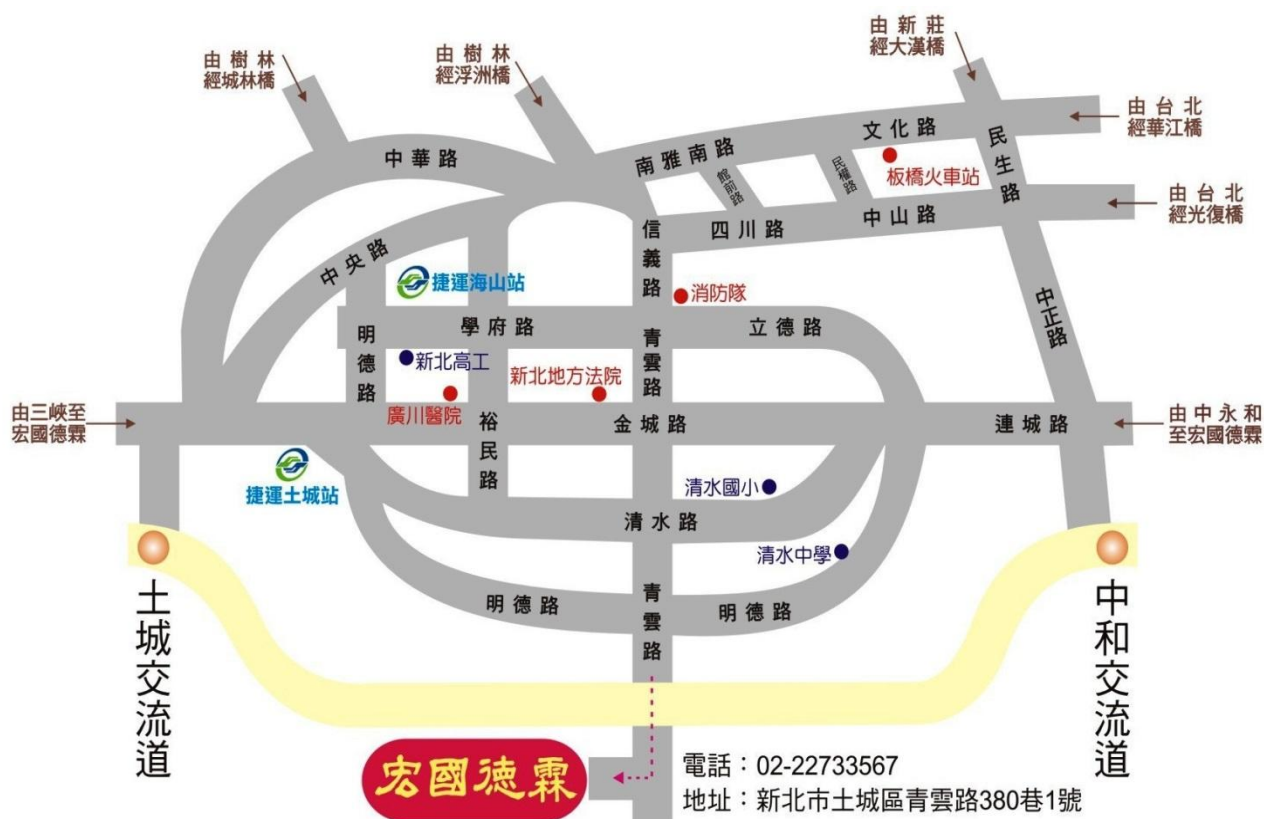 由新莊
經大漢橋
由樹林
經城林橋
由樹林
經浮洲橋
由台北
經華江橋
文化路
民生路
中華路
南雅南路
館前路
民權路
板橋火車站
由台北
經光復橋
四川路
中山路
信義路
中央路
捷運海山站
消防隊
中正路
學府路
立德路
明德路
青雲路
新北高工
新北地方法院
廣川醫院
由三峽至
宏國德霖
裕民路
金城路
連城路
由中永和
至宏國德霖
捷運土城站
清水國小
清水路
清水中學
土城交流道
中和交流道
明德路
青雲路
明德路
宏國德霖
電話：02-22733567
地址：新北市土城區青雲路380巷1號